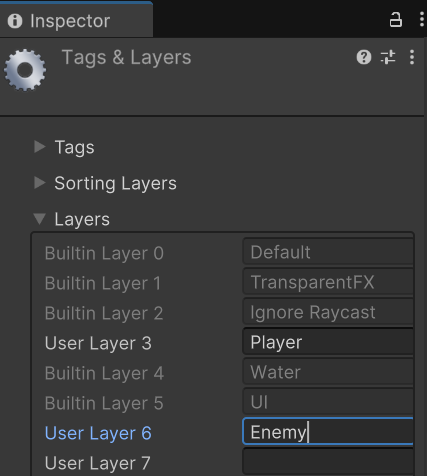 Inspector
Tags & Layers
Tags
Sorting Layers
Layers
Builtin Layer 0 Default
Builtin Layer 1 TransparentFX
Builtin Layer 2 Ignore Raycast
User Layer 3 Player
Builtin Layer 4 Water
Builtin Layer 5 UI
User Layer 6 Enemy
User Layer 7